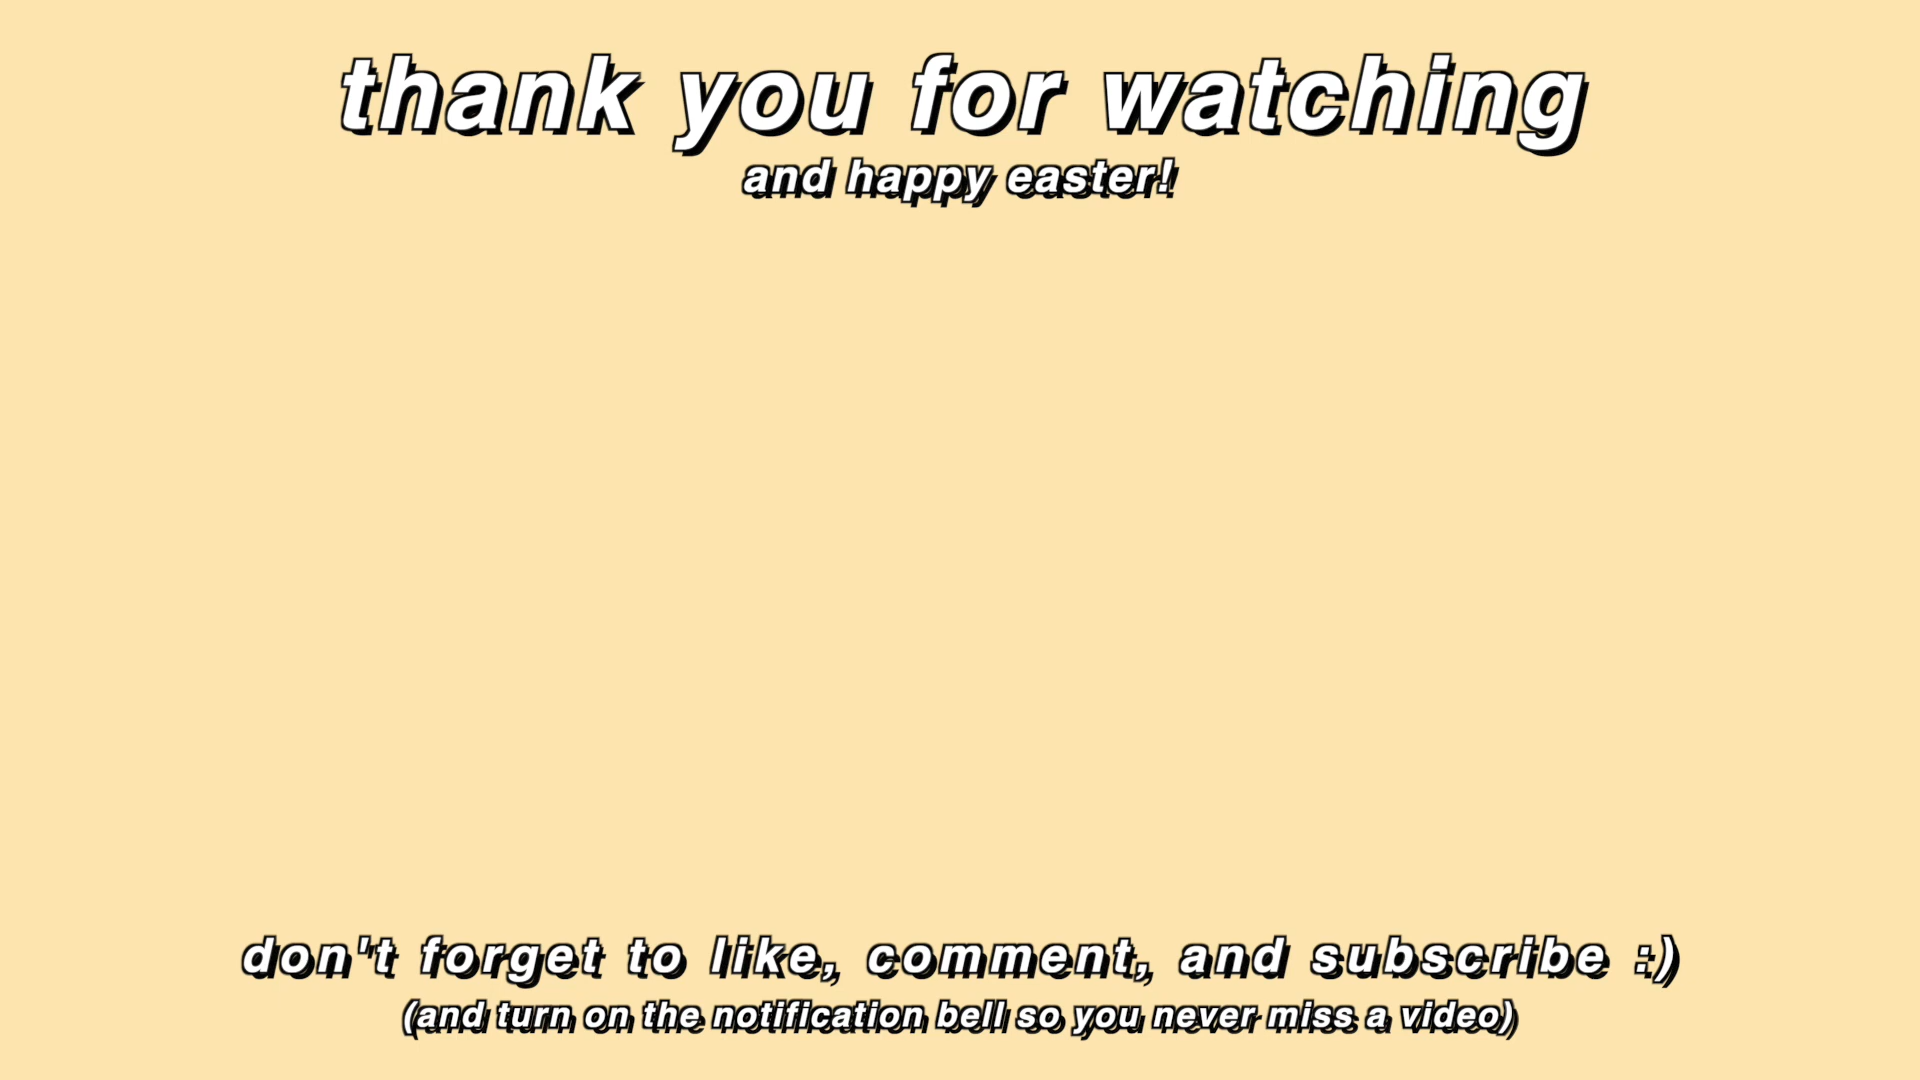 thank you for watching
and happy easter!
don't forget to like, comment, and subscribe :)
(and turn on the notification bell so you never miss a video)